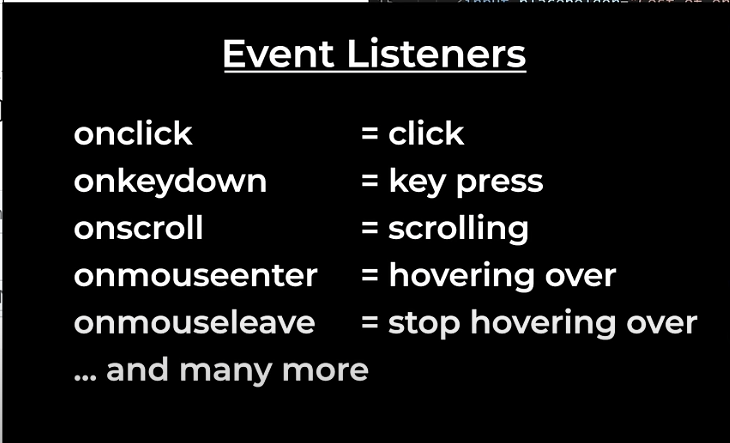 Event Listeners
onclick = click
onkeydown = key press
onscroll = scrolling
onmouseenter = hovering over
onmouseleave = stop hovering over
... and many more